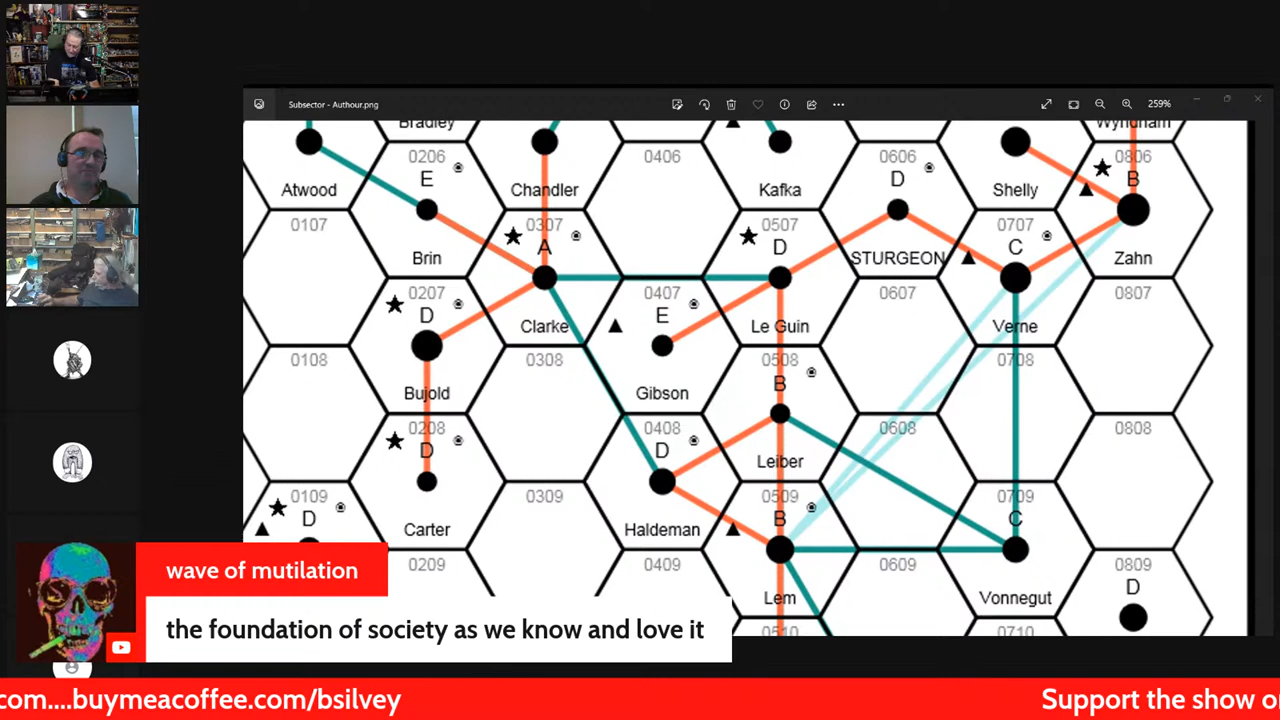 Subsector - Authour.png
259%
Bradley
Wyndham
0206
0406
0606
0806
E
D
B
Atwood
Chandler
Kafka
Shelly
0107
0307
0507
0707
A
D
C
Brin
STURGEON
Zahn
0207
0407
0607
0807
D
E
Clarke
Le Guin
Verne
0108
0308
0508
0708
B
Bujold
Gibson
0208
0408
0608
0808
D
D
Leiber
0109
0309
0509
0709
D
B
C
Carter
Haldeman
0209
0409
0609
0809
D
Lem
Vonnegut
0510
0710
wave of mutilation
the foundation of society as we know and love it
com....buymeacoffee.com/bsilvey
Support the show o